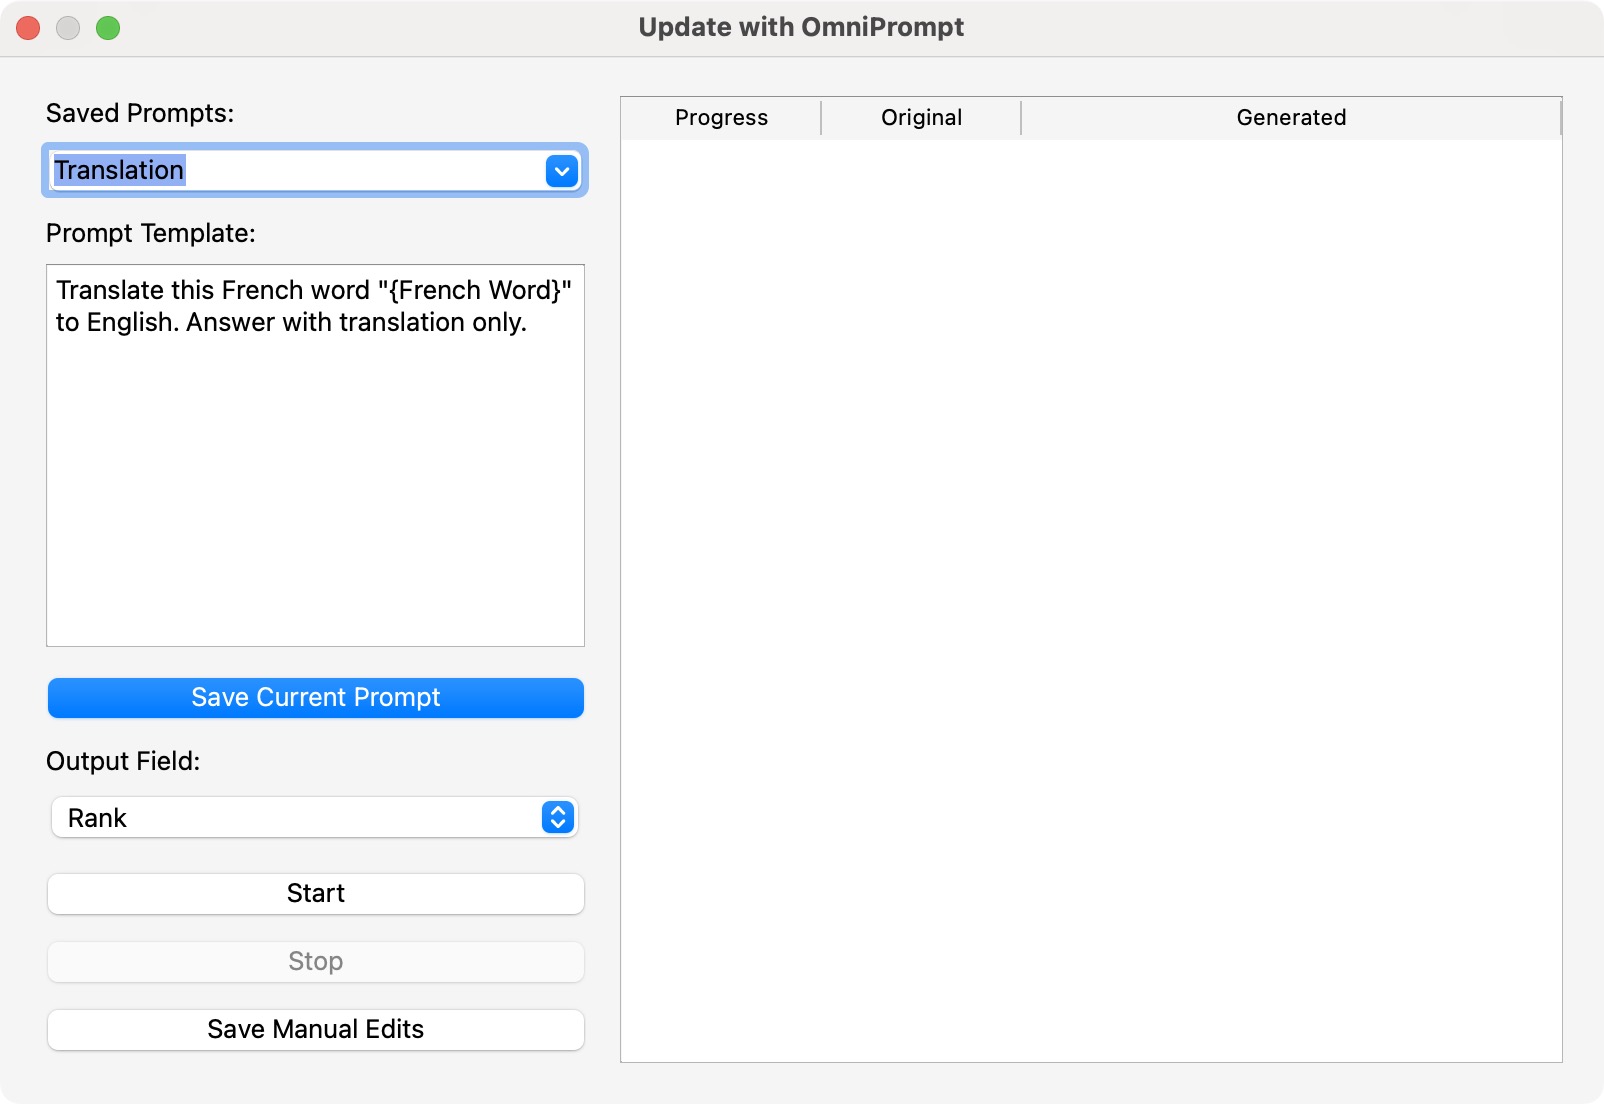 Update with OmniPrompt
Saved Prompts:
Translation
Prompt Template:
Translate this French word "{French Word}"
to English. Answer with translation only.
Save Current Prompt
Output Field:
Rank
Start
Stop
Save Manual Edits
Progress Original Generated